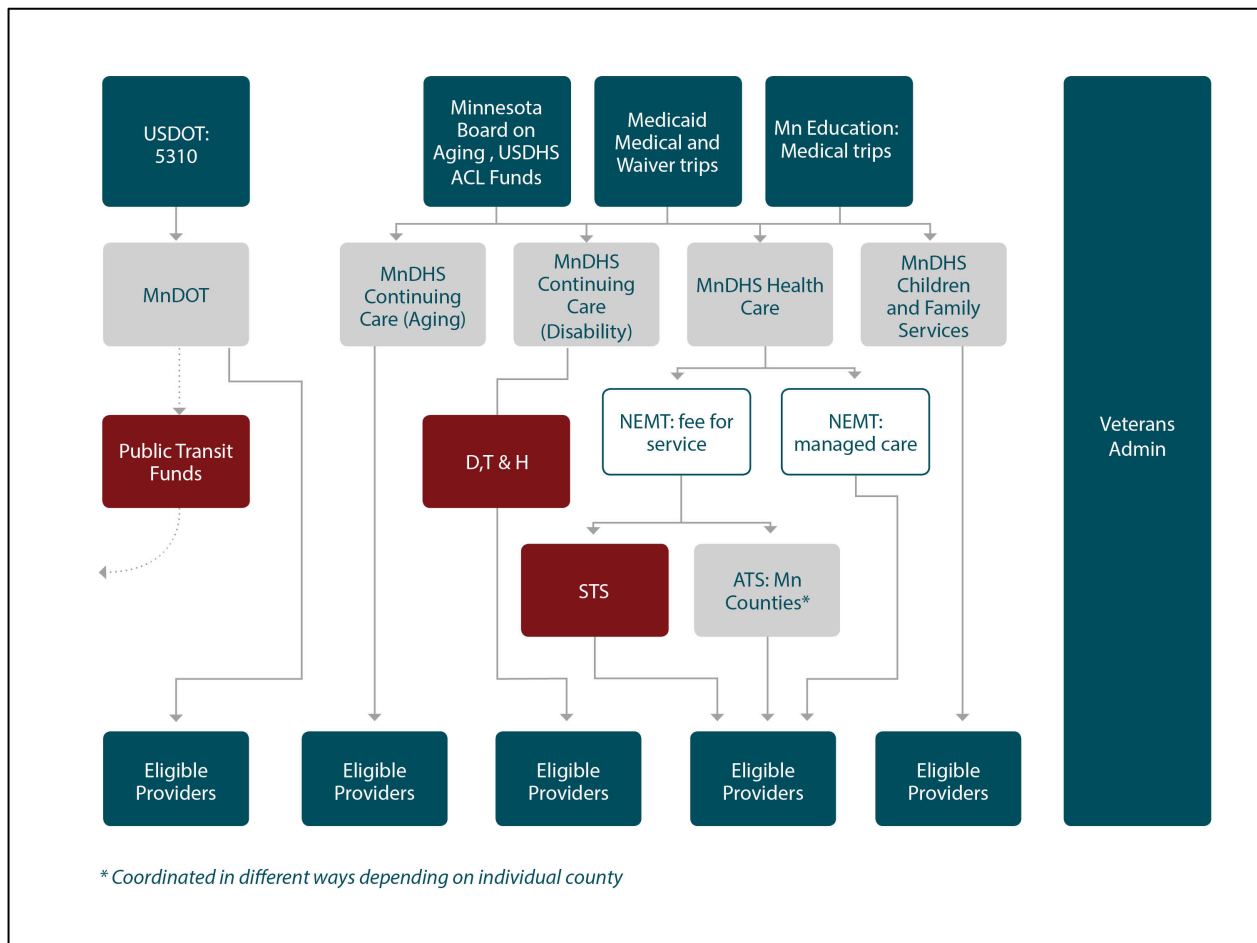 USDOT:
5310
Minnesota
Board on
Aging , USDHS
ACL Funds
Medicaid
Medical and
Waiver trips
Mn Education:
Medical trips
MnDOT
MnDHS
Continuing
Care (Aging)
MnDHS
Continuing
Care
(Disability)
MnDHS Health
Care
MnDHS
Children
and Family
Services
Veterans
Admin
Public Transit
Funds
D,T & H
NEMT: fee for
service
NEMT:
managed care
STS
ATS: Mn
Counties*
Eligible
Providers
Eligible
Providers
Eligible
Providers
Eligible
Providers
Eligible
Providers
* Coordinated in different ways depending on individual county